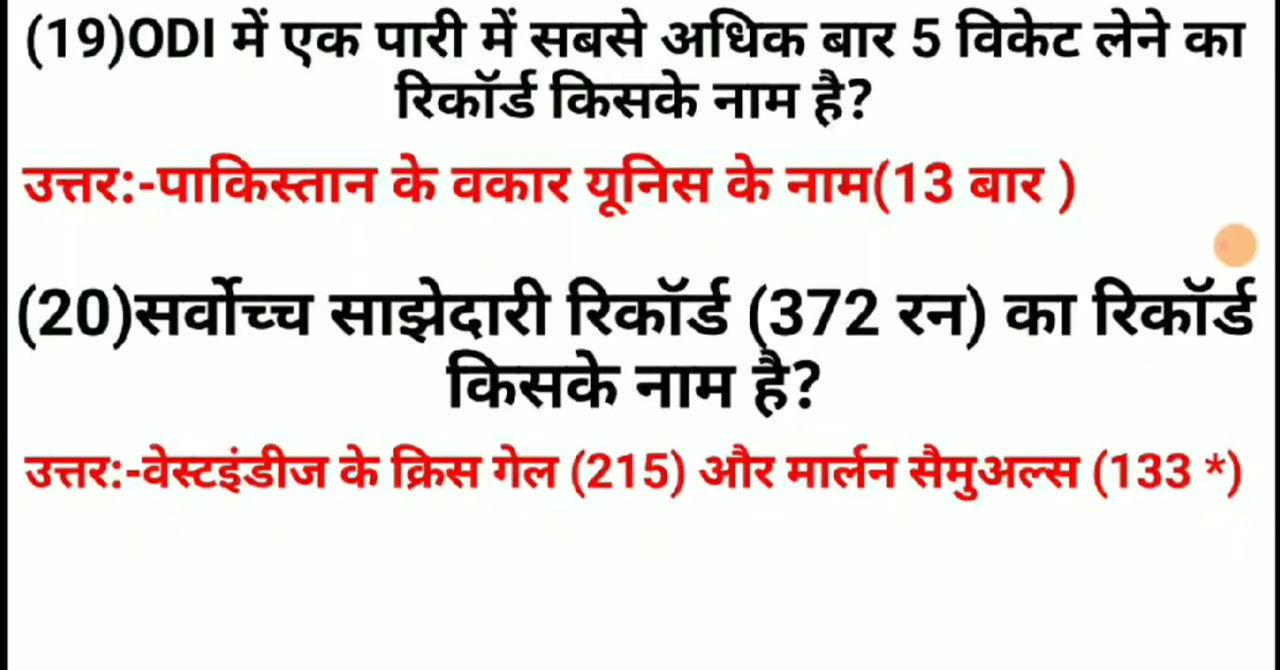 (19)ODI में एक पारी में सबसे अधिक बार 5 विकेट लेने का
रिकॉर्ड किसके नाम है?
उत्तर:-पाकिस्तान के वकार यूनिस के नाम(13 बार )
(20)सर्वोच्च साझेदारी रिकॉर्ड (372 रन) का रिकॉर्ड
किसके नाम है?
उत्तर:-वेस्टइंडीज के क्रिस गेल (215) और मार्लन सैमुअल्स (133 *)